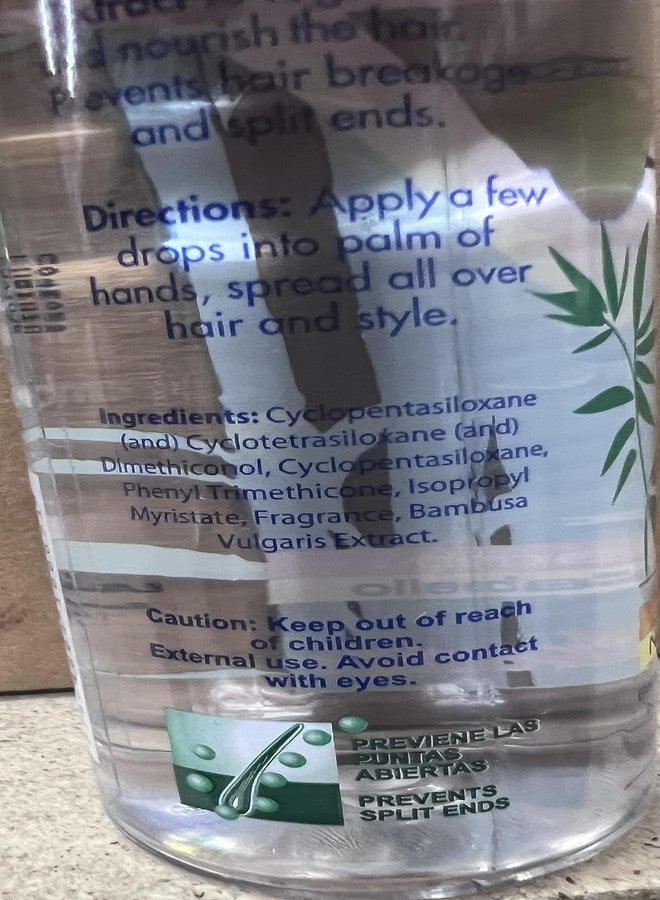 nourish the hair.
Prevents hair breakage
and split ends.
Directions: Apply a few
drops into palm of
hands, spread all over
hair and style.
Ingredients: Cyclopentasiloxane
(and) Cyclotetrasiloxane (and)
Dimethiconol, Cyclopentasiloxane,
Phenyl Trimethicone, Isopropyl
Myristate, Fragrance, Bambusa
Vulgaris Extract.
Caution: Keep out of reach
of children.
External use. Avoid contact
with eyes.
PREVIENE LAS
PUNTAS
ABIERTAS
PREVENTS
SPLIT ENDS